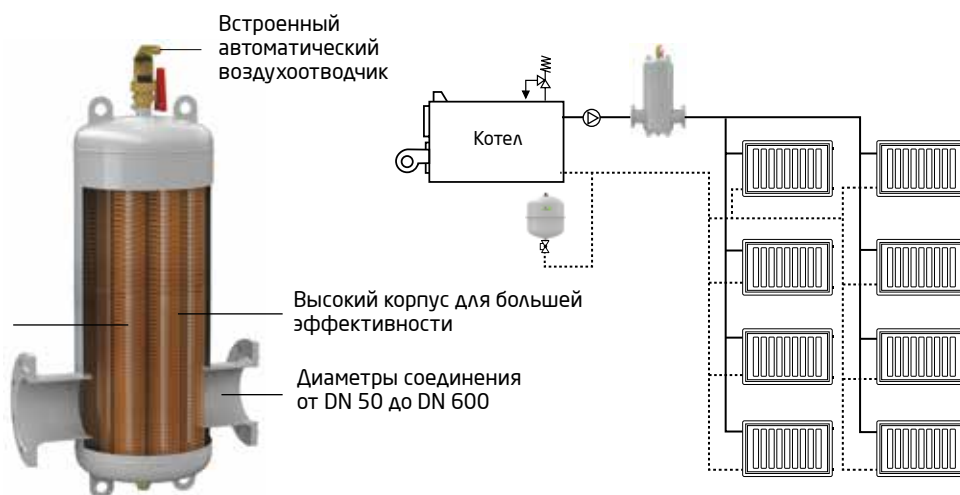 Встроенный
автоматический
воздухоотводчик
Котел
Высокий корпус для большей
эффективности
Диаметры соединения
от DN 50 до DN 600